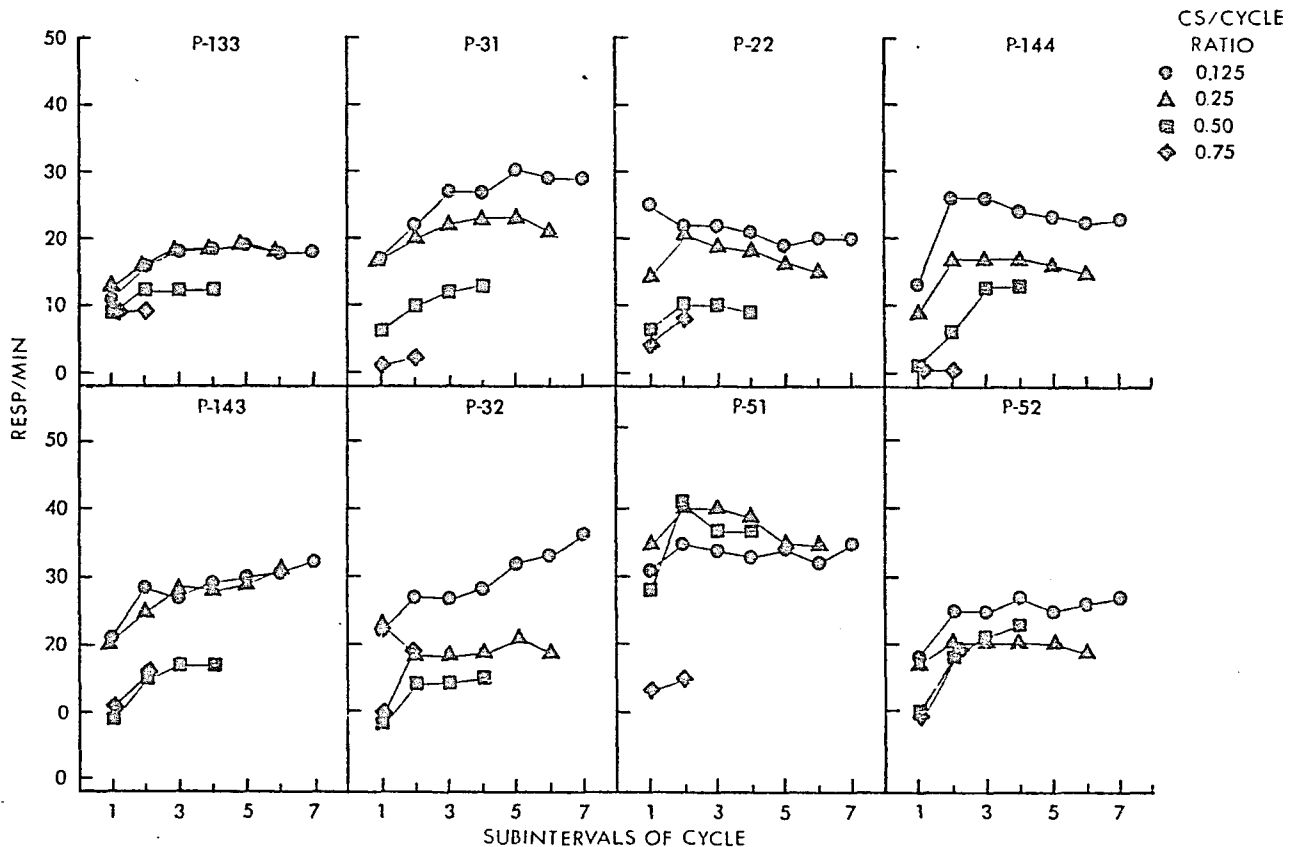 CS/CYCLE
RATIO
0.125
0.25
0.50
0.75
P-133
P-31
P-22
P-144
50
40
30
20
10
0
RESP/MIN
P-143
P-32
P-51
P-52
50
40
30
20
0
0
1 3 5 7 1 3 5 7 1 3 5 7 1 3 5 7
SUBINTERVALS OF CYCLE